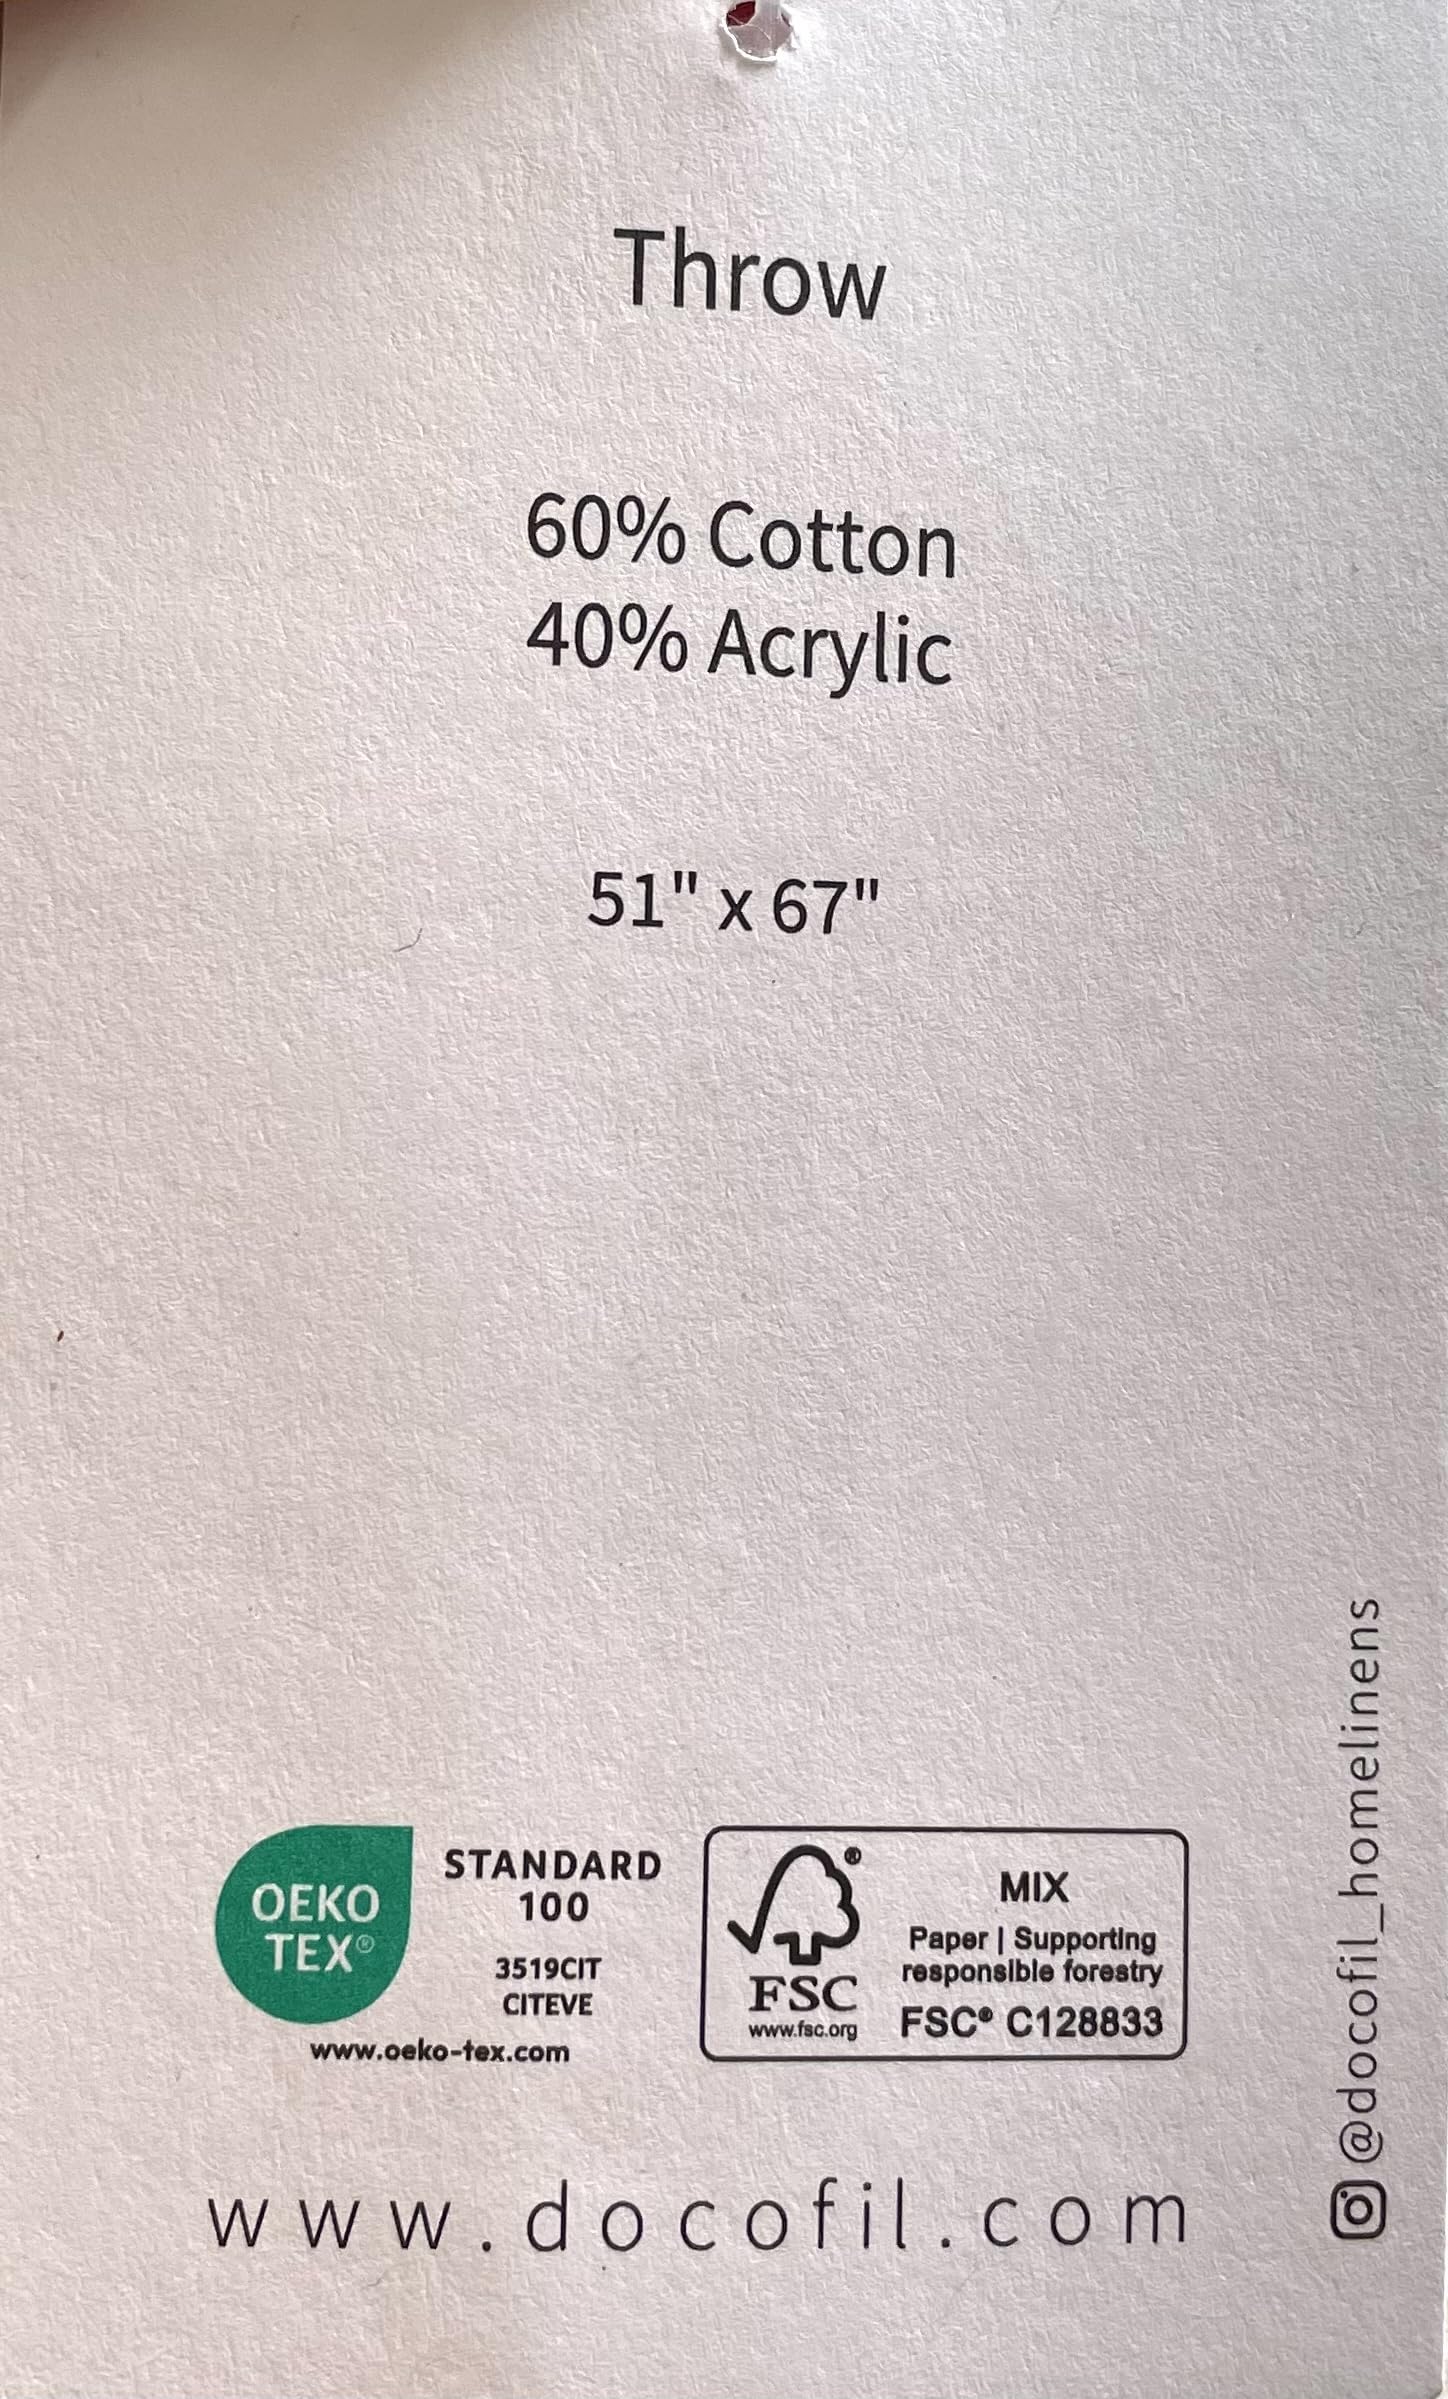 Throw
60% Cotton
40% Acrylic
51" x 67"
OEKO
TEX®
STANDARD
100
3519CIT
CITEVE
www.oeko-tex.com
®
FSC
www.fsc.org
MIX
Paper | Supporting
responsible forestry
FSC® C128833
www.docofil.com
@docofil_homelinens